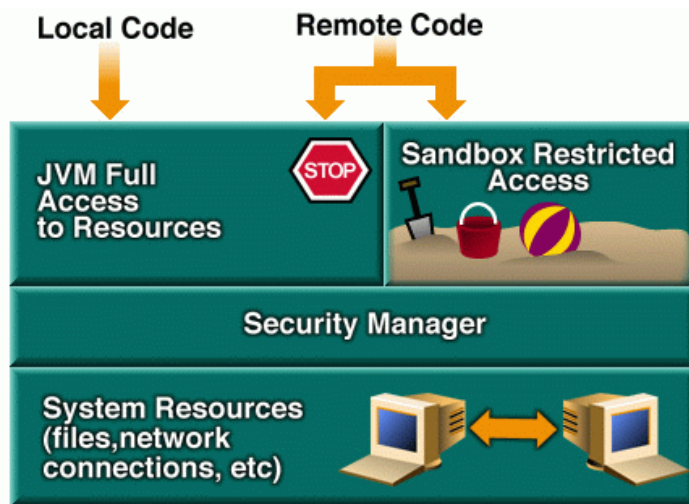 Local Code
Remote Code
JVM Full
Access
to Resources
STOP
Sandbox Restricted
Access
Security Manager
System Resources
(files,network
connections, etc)